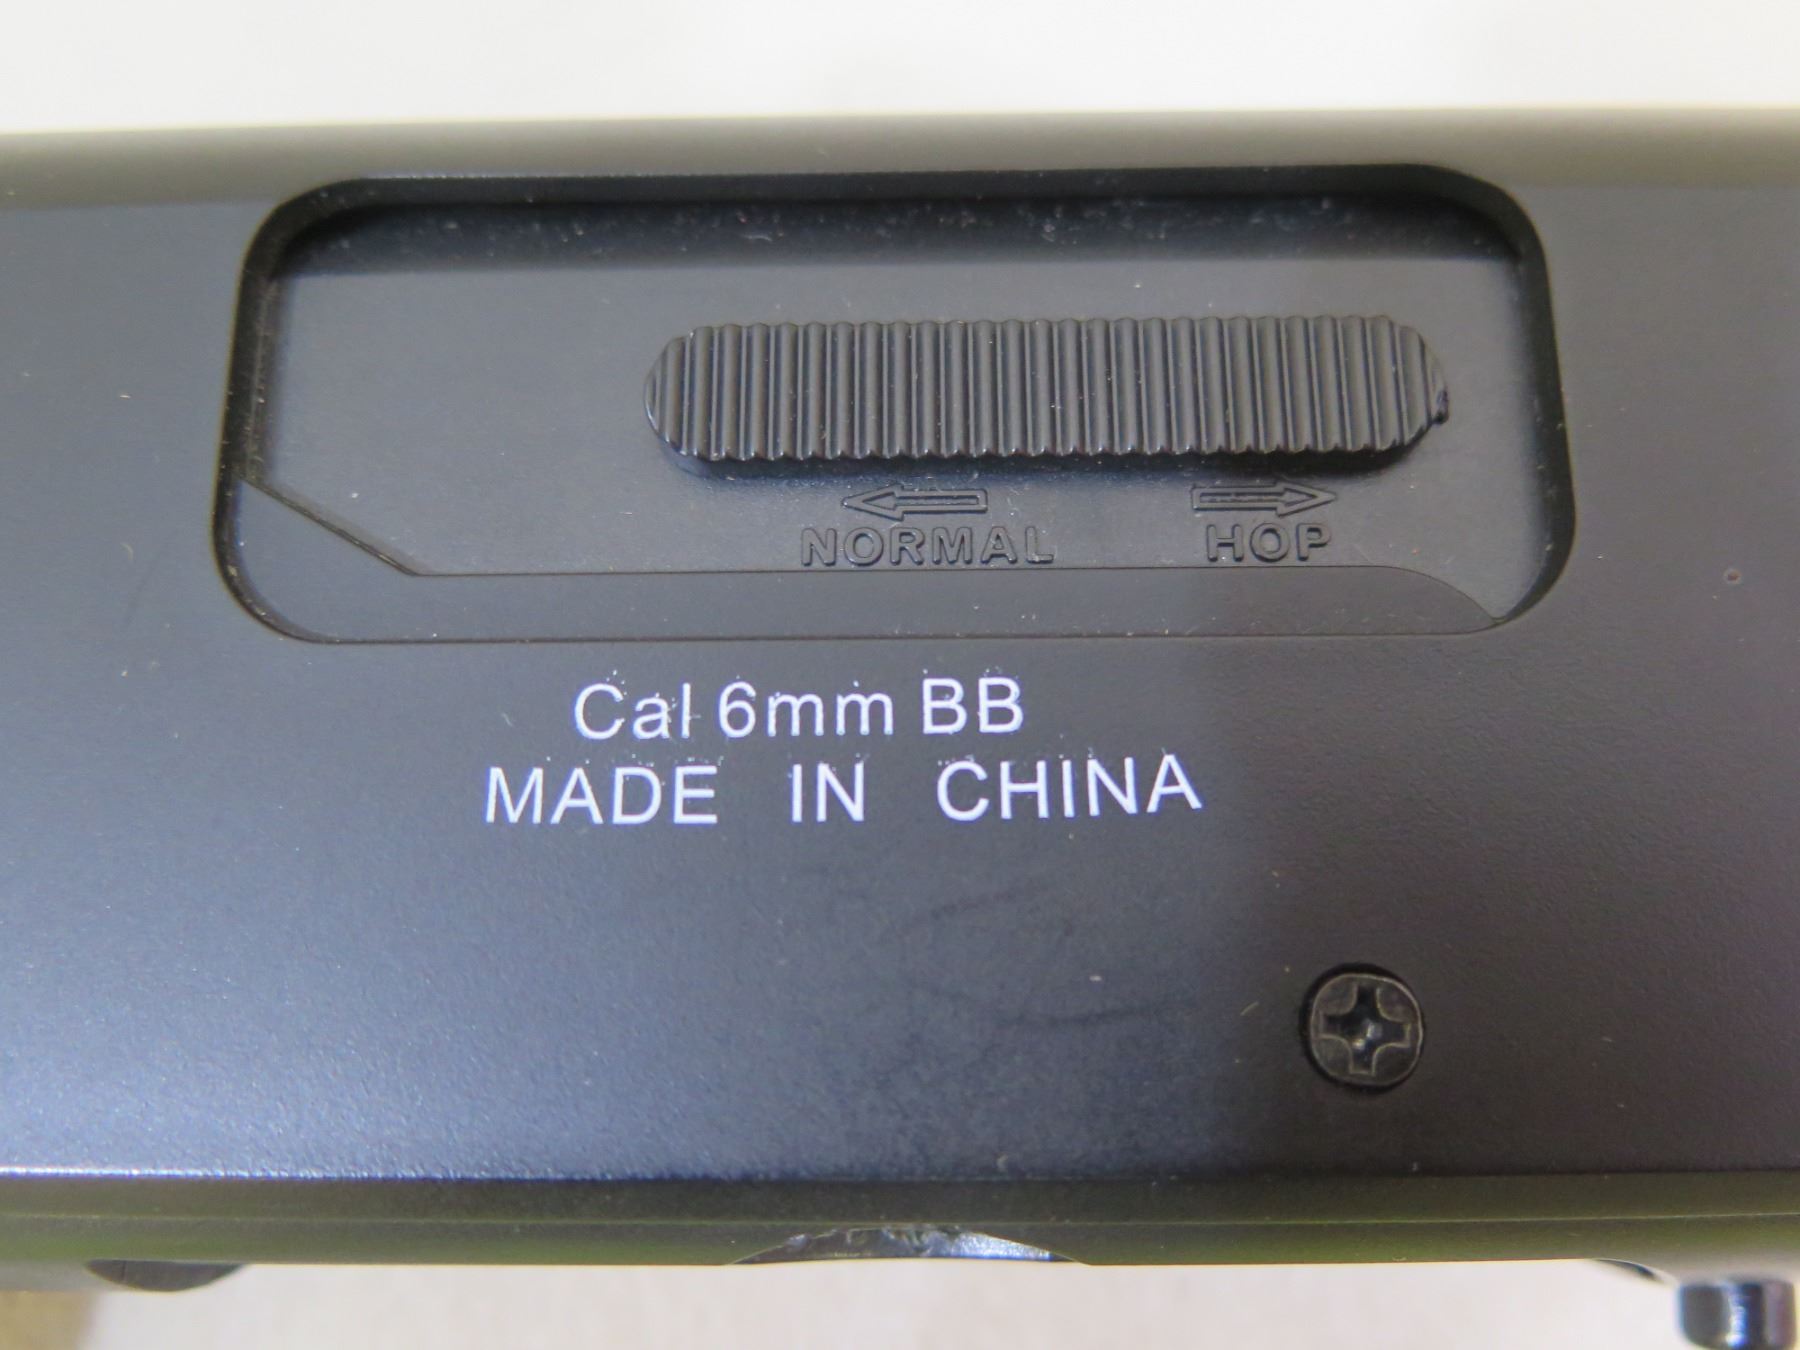 NORMAL HOP
Cal 6mm BB
MADE IN CHINA